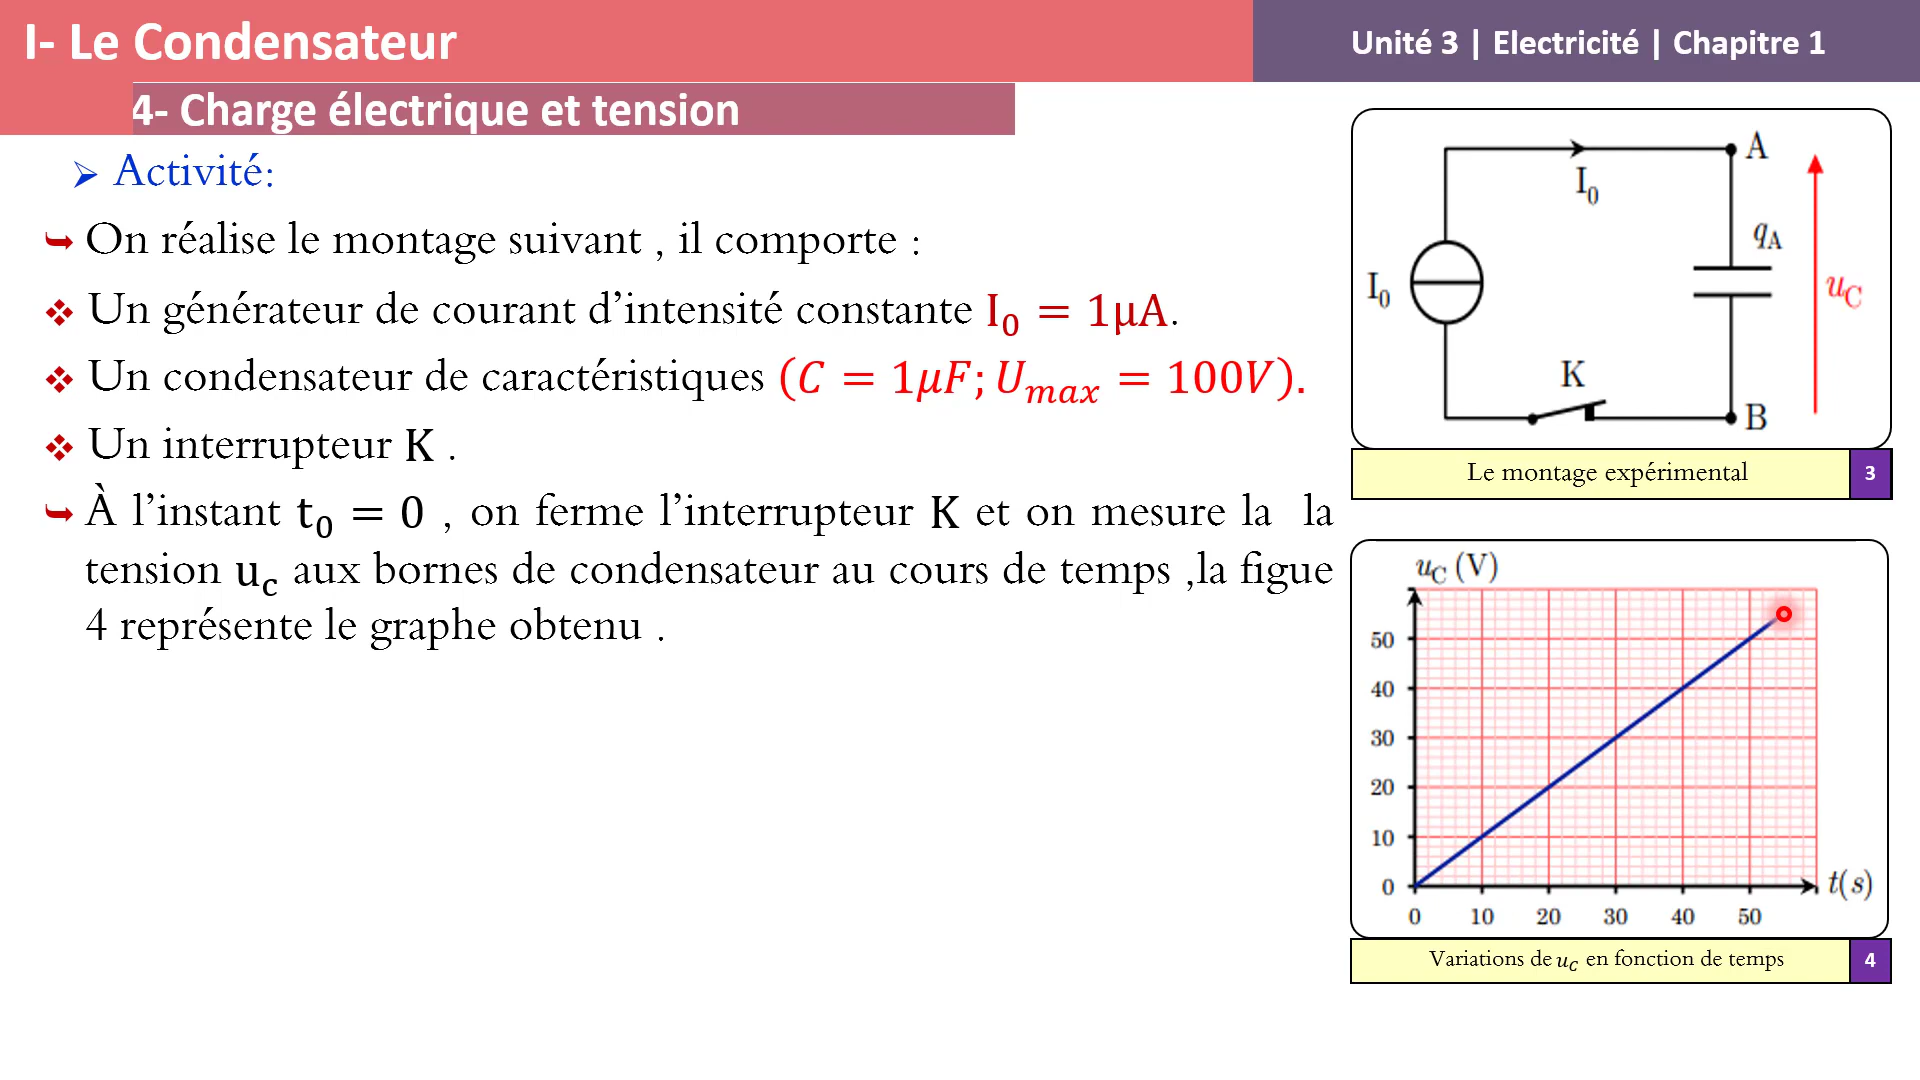 I- Le Condensateur
Unité 3 | Electricité | Chapitre 1
4- Charge électrique et tension
Activité:
On réalise le montage suivant , il comporte :
Un générateur de courant d’intensité constante I₀ = 1µA.
Un condensateur de caractéristiques (C = 1µF; Umax = 100V).
Un interrupteur K .
À l’instant t₀ = 0 , on ferme l’interrupteur K et on mesure la la
tension uc aux bornes de condensateur au cours de temps ,la figue
4 représente le graphe obtenu .
A
I₀
qA
I₀
uC
K
B
Le montage expérimental
3
uC (V)
50
40
30
20
10
0
t(s)
0 10 20 30 40 50
Variations de uc en fonction de temps
4